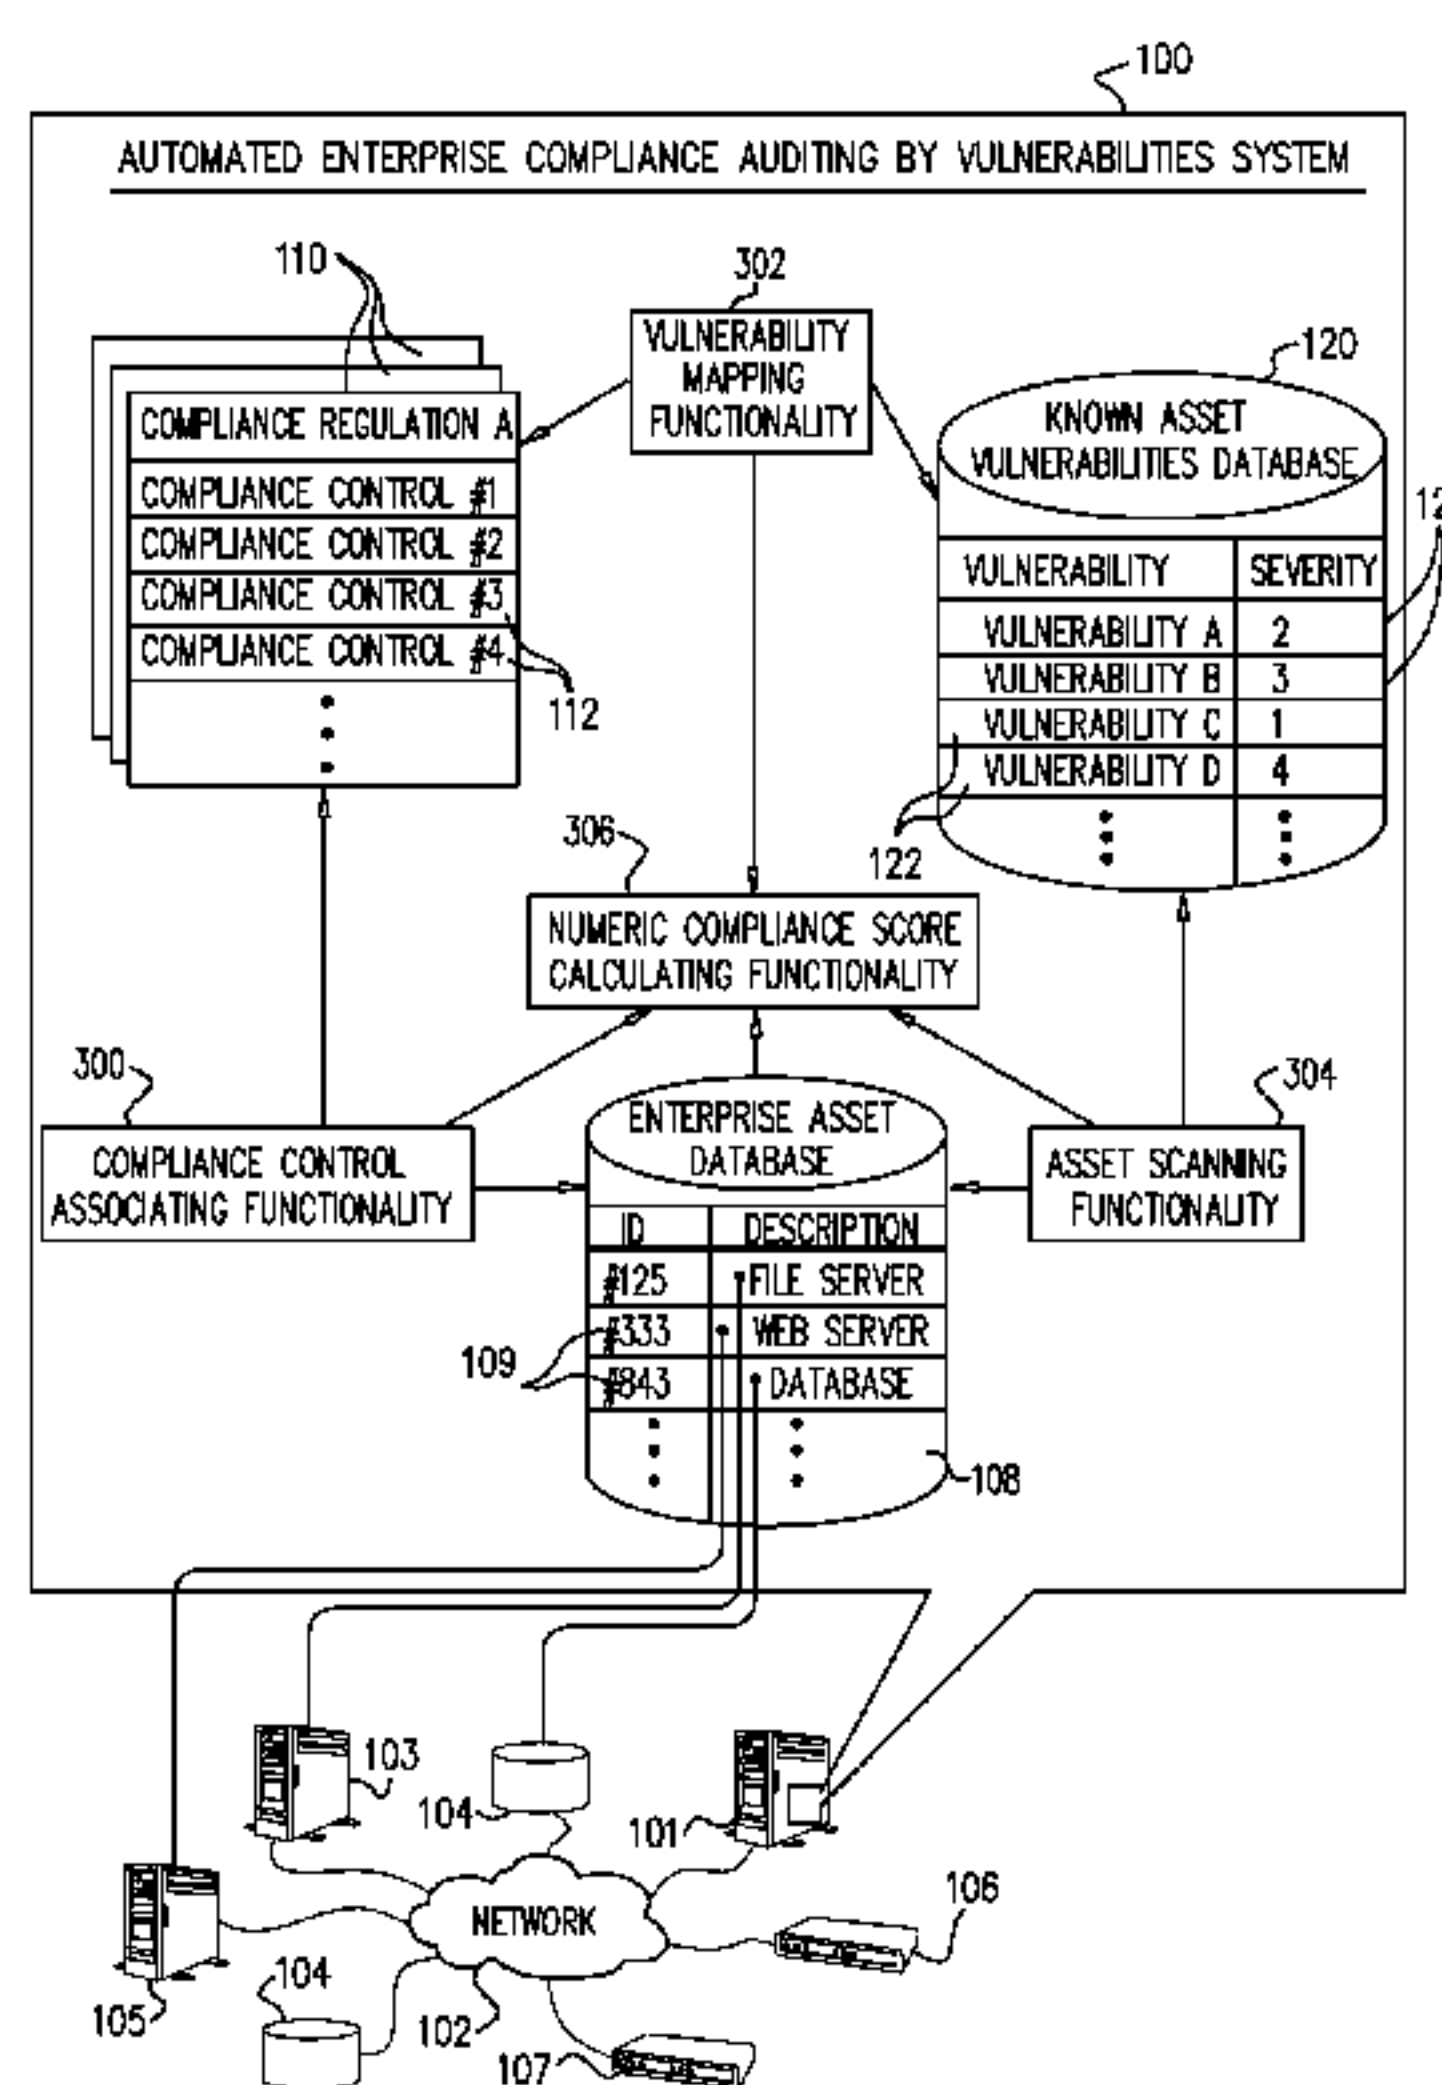 100
AUTOMATED ENTERPRISE COMPLIANCE AUDITING BY VULNERABILITIES SYSTEM
110
302
VULNERABILITY
MAPPING
FUNCTIONALITY
120
COMPLIANCE REGULATION A
COMPLIANCE CONTROL #1
COMPLIANCE CONTROL #2
COMPLIANCE CONTROL #3
COMPLIANCE CONTROL #4
112
KNOWN ASSET
VULNERABILITIES DATABASE
VULNERABILITY SEVERITY
VULNERABILITY A 2
VULNERABILITY B 3
VULNERABILITY C 1
VULNERABILITY D 4
122
306
NUMERIC COMPLIANCE SCORE
CALCULATING FUNCTIONALITY
300
COMPLIANCE CONTROL
ASSOCIATING FUNCTIONALITY
ENTERPRISE ASSET
DATABASE
ID DESCRIPTION
#125 FILE SERVER
#333 WEB SERVER
#843 DATABASE
109
108
304
ASSET SCANNING
FUNCTIONALITY
103
104
101
NETWORK
106
105
104
102
107